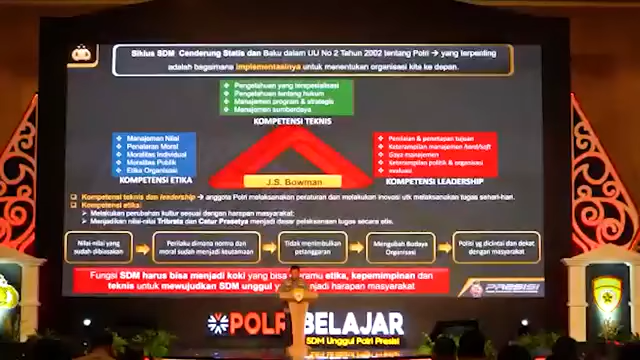 Siklus SDM Cenderung Statis dan Baku dalam UU No 2 Tahun 2002 tentang Polri → yang terpenting
adalah bagaimana implementasinya untuk menentukan organisasi kita ke depan.
❖ Pengetahuan yang terspesialisasi
❖ Pengetahuan tentang hukum
❖ Manajemen program & strategis
❖ Manajemen sumberdaya
KOMPETENSI TEKNIS
❖ Manajemen Nilai
❖ Penalaran Moral
❖ Moralitas Individual
❖ Moralitas Publik
❖ Etika Organisasi
KOMPETENSI ETIKA
❖ Penilaian & penetapan tujuan
❖ Keterampilan manajemen hard/soft
❖ Gaya manajemen
❖ Keterampilan politik & organisasi
❖ evaluasi
KOMPETENSI LEADERSHIP
J.S. Bowman
❑ Kompetensi teknis dan leadership → anggota Polri melaksanakan peraturan dan melakukan inovasi utk melaksanakan tugas sehari-hari.
❑ Kompetensi etika:
➢ Melakukan perubahan kultur sesuai dengan harapan masyarakat;
➢ Menjadikan nilai-nilai Tribrata dan Catur Prasetya menjadi dasar pelaksanaan tugas secara etis.
Nilai-nilai yang
sudah dibiasakan
Perilaku dimana norma dan
moral sudah menjadi keutamaan
Tidak menimbulkan
pelanggaran
Mengubah Budaya
Organisasi
Polisi yg dicintai dan dekat
dengan masyarakat
Fungsi SDM harus bisa menjadi koki yang bisa meramu etika, kepemimpinan dan
teknis untuk mewujudkan SDM unggul menjadi harapan masyarakat
PRESISI
POLRI BELAJAR
SDM Unggul Polri Presisi